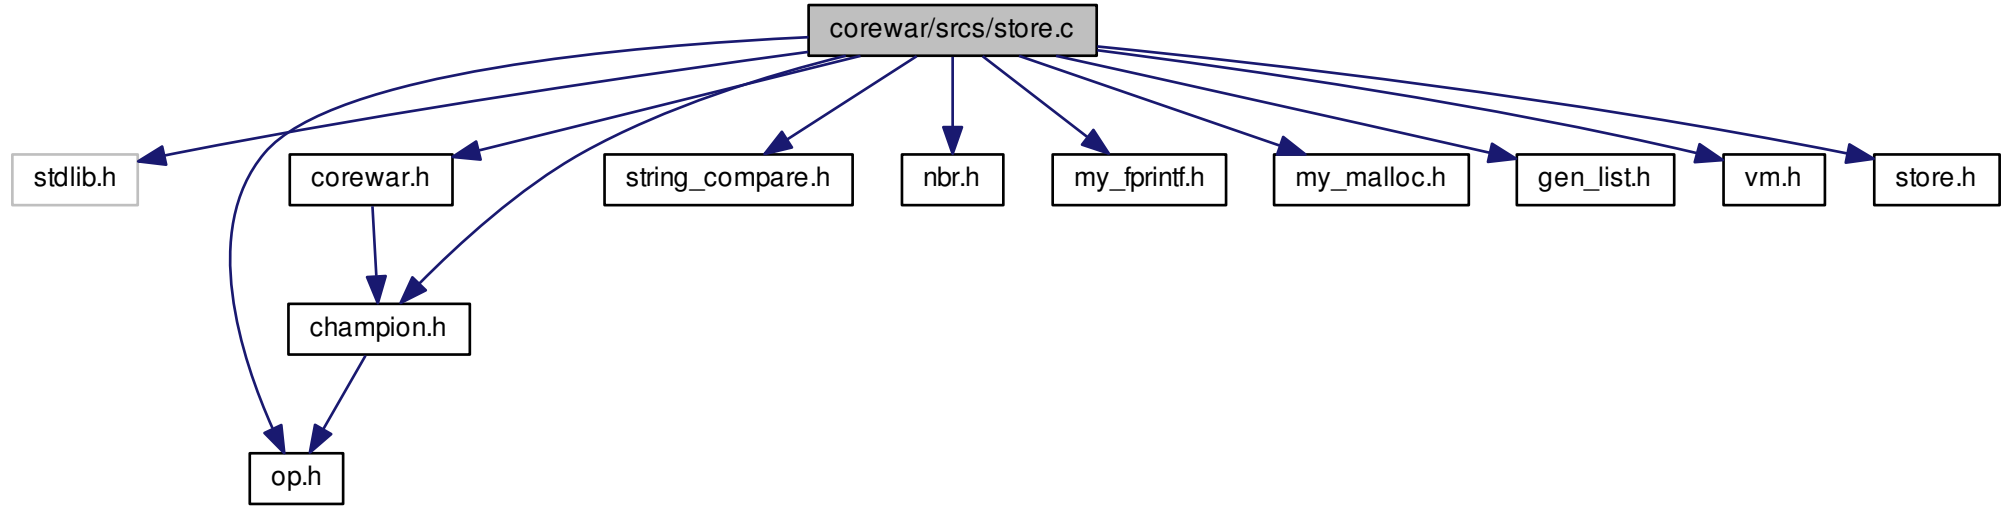 corewar/srcs/store.c
stdlib.h
corewar.h
string_compare.h
nbr.h
my_fprintf.h
my_malloc.h
gen_list.h
vm.h
store.h
champion.h
op.h